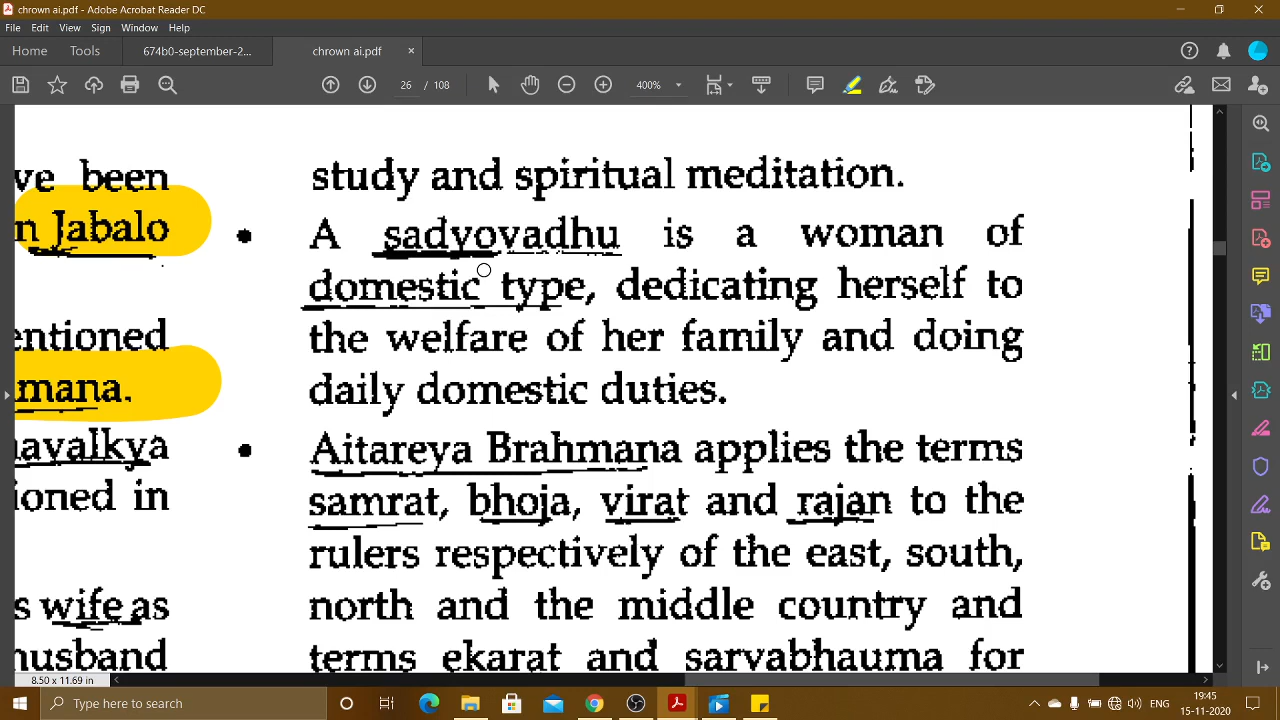 chrown ai.pdf - Adobe Acrobat Reader DC
File Edit View Sign Window Help
Home Tools 674b0-september-2... chrown ai.pdf ×
26 / 108 400%
ve been
n Jabalo
entioned
mana.
navalkya
ioned in
s wife as
husband
study and spiritual meditation.
• A sadyovadhu is a woman of
domestic type, dedicating herself to
the welfare of her family and doing
daily domestic duties.
• Aitareya Brahmana applies the terms
samrat, bhoja, virat and rajan to the
rulers respectively of the east, south,
north and the middle country and
terms ekarat and sarvabhauma for
8.50 x 11.69 in
Type here to search
19:45
15-11-2020